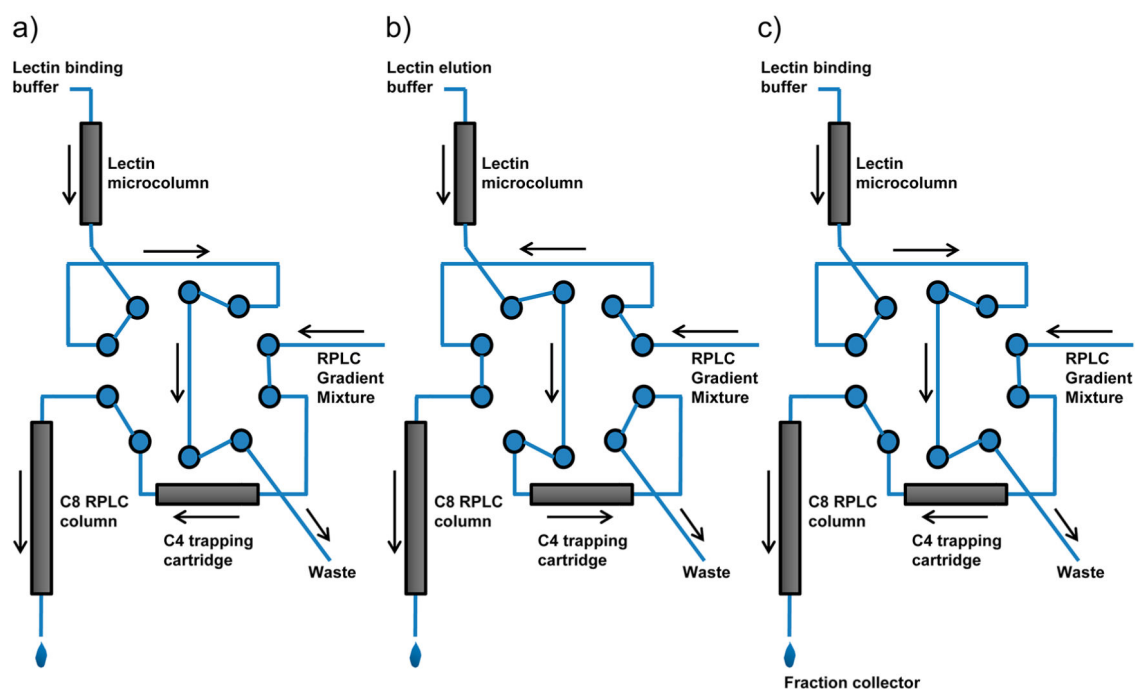 a)
Lectin binding
buffer
Lectin
microcolumn
RPLC
Gradient
Mixture
C8 RPLC
column
C4 trapping
cartridge
Waste
b)
Lectin elution
buffer
Lectin
microcolumn
RPLC
Gradient
Mixture
C8 RPLC
column
C4 trapping
cartridge
Waste
c)
Lectin binding
buffer
Lectin
microcolumn
RPLC
Gradient
Mixture
C8 RPLC
column
C4 trapping
cartridge
Waste
Fraction collector